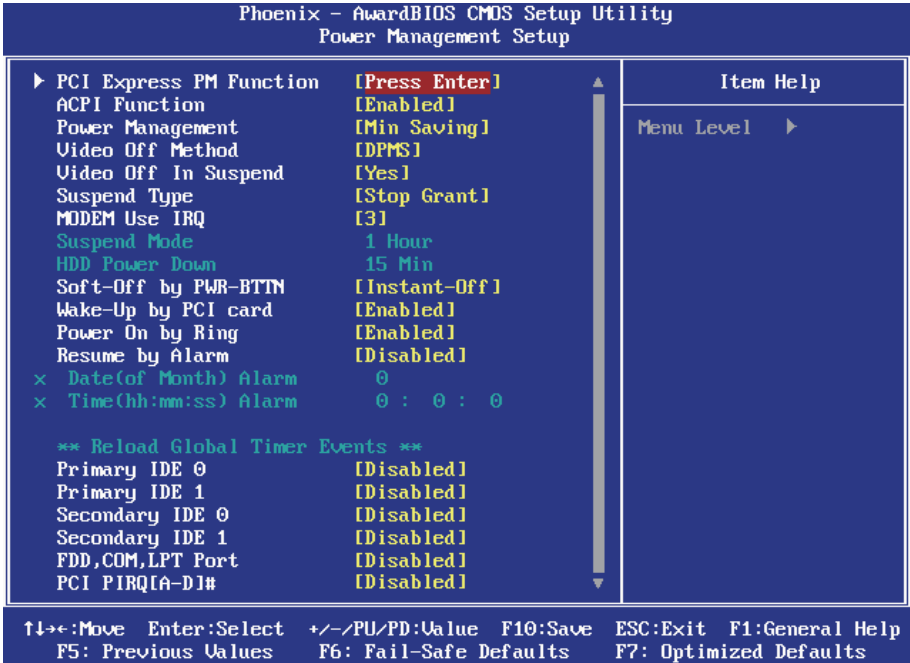 Phoenix - AwardBIOS CMOS Setup Utility
Power Management Setup
PCI Express PM Function [Press Enter]
ACPI Function [Enabled]
Power Management [Min Saving]
Video Off Method [DPMS]
Video Off In Suspend [Yes]
Suspend Type [Stop Grant]
MODEM Use IRQ [3]
Suspend Mode 1 Hour
HDD Power Down 15 Min
Soft-Off by PWR-BTTN [Instant-Off]
Wake-Up by PCI card [Enabled]
Power On by Ring [Enabled]
Resume by Alarm [Disabled]
x Date(of Month) Alarm 0
x Time(hh:mm:ss) Alarm 0 : 0 : 0
** Reload Global Timer Events **
Primary IDE 0 [Disabled]
Primary IDE 1 [Disabled]
Secondary IDE 0 [Disabled]
Secondary IDE 1 [Disabled]
FDD,COM,LPT Port [Disabled]
PCI PIRQ[A-D]# [Disabled]
Item Help
Menu Level
↑↓→←:Move Enter:Select +/-/PU/PD:Value F10:Save ESC:Exit F1:General Help
F5: Previous Values F6: Fail-Safe Defaults F7: Optimized Defaults